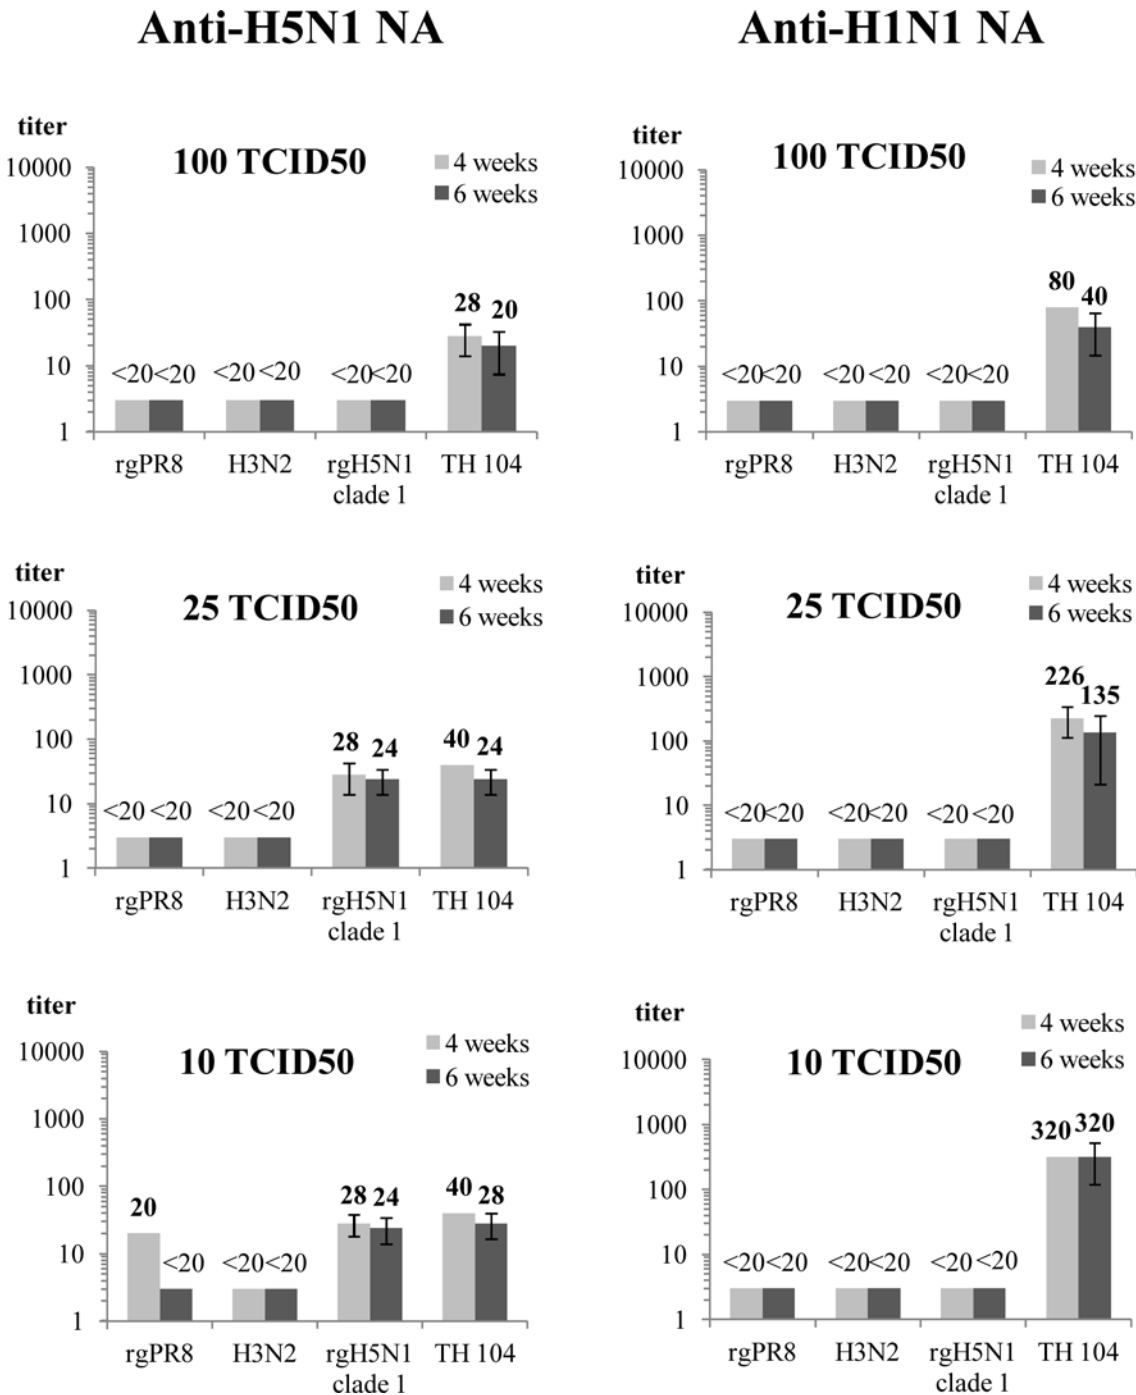 Anti-H5N1 NA
Anti-H1N1 NA
titer
100 TCID50
4 weeks
6 weeks
10000
1000
100
10
1
<20 <20
<20 <20
<20 <20
28
20
rgPR8
H3N2
rgH5N1
clade 1
TH 104
titer
100 TCID50
4 weeks
6 weeks
10000
1000
100
10
1
<20 <20
<20 <20
<20 <20
80
40
rgPR8
H3N2
rgH5N1
clade 1
TH 104
titer
25 TCID50
4 weeks
6 weeks
10000
1000
100
10
1
<20 <20
<20 <20
28
24
40
24
rgPR8
H3N2
rgH5N1
clade 1
TH 104
titer
25 TCID50
4 weeks
6 weeks
10000
1000
100
10
1
<20 <20
<20 <20
<20 <20
226
135
rgPR8
H3N2
rgH5N1
clade 1
TH 104
titer
10 TCID50
4 weeks
6 weeks
10000
1000
100
10
1
20
<20
<20 <20
28
24
40
28
rgPR8
H3N2
rgH5N1
clade 1
TH 104
titer
10 TCID50
4 weeks
6 weeks
10000
1000
100
10
1
<20 <20
<20 <20
<20 <20
320
320
rgPR8
H3N2
rgH5N1
clade 1
TH 104